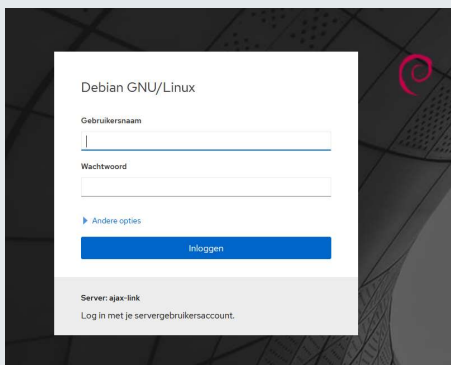 Debian GNU/Linux
Gebruikersnaam
Wachtwoord
Andere opties
Inloggen
Server: ajax-link
Log in met je servergebruikersaccount.